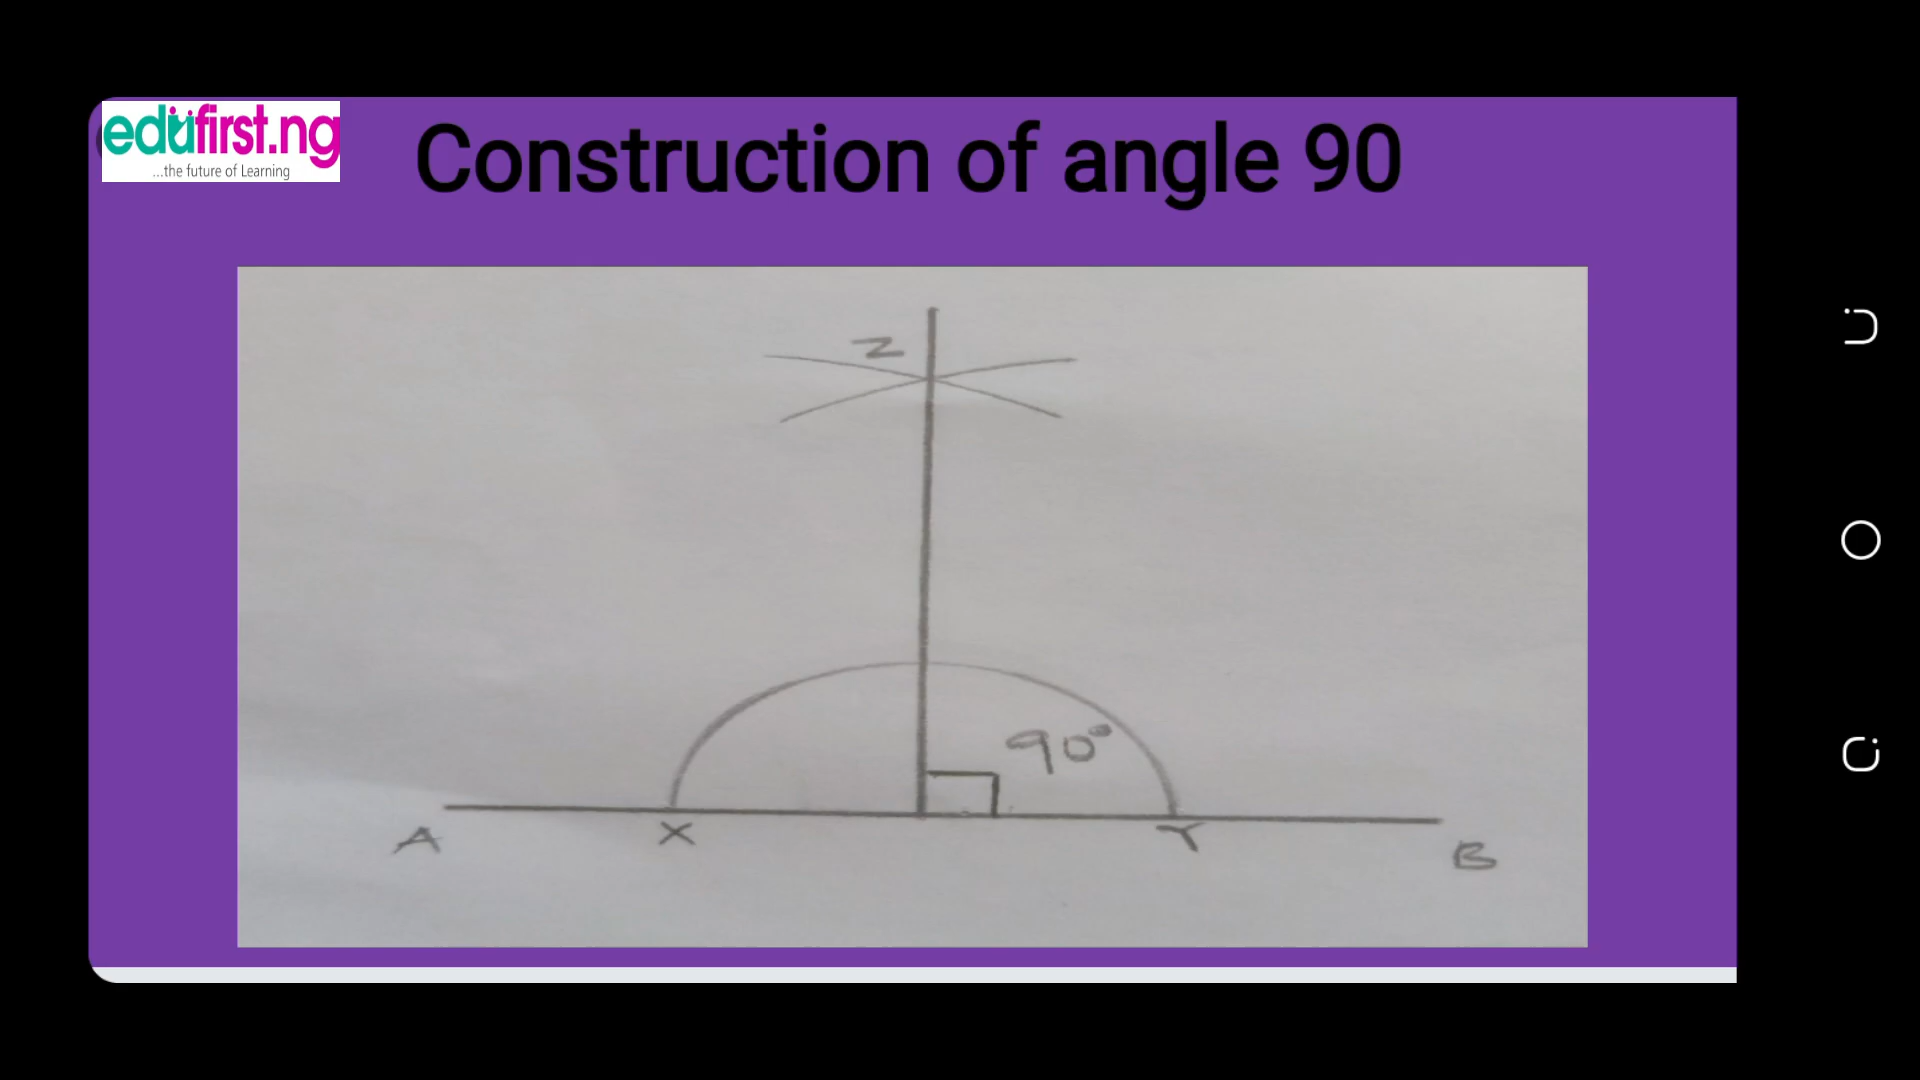 edufirst.ng
...the future of Learning
Construction of angle 90
Z
90°
A
X
Y
B